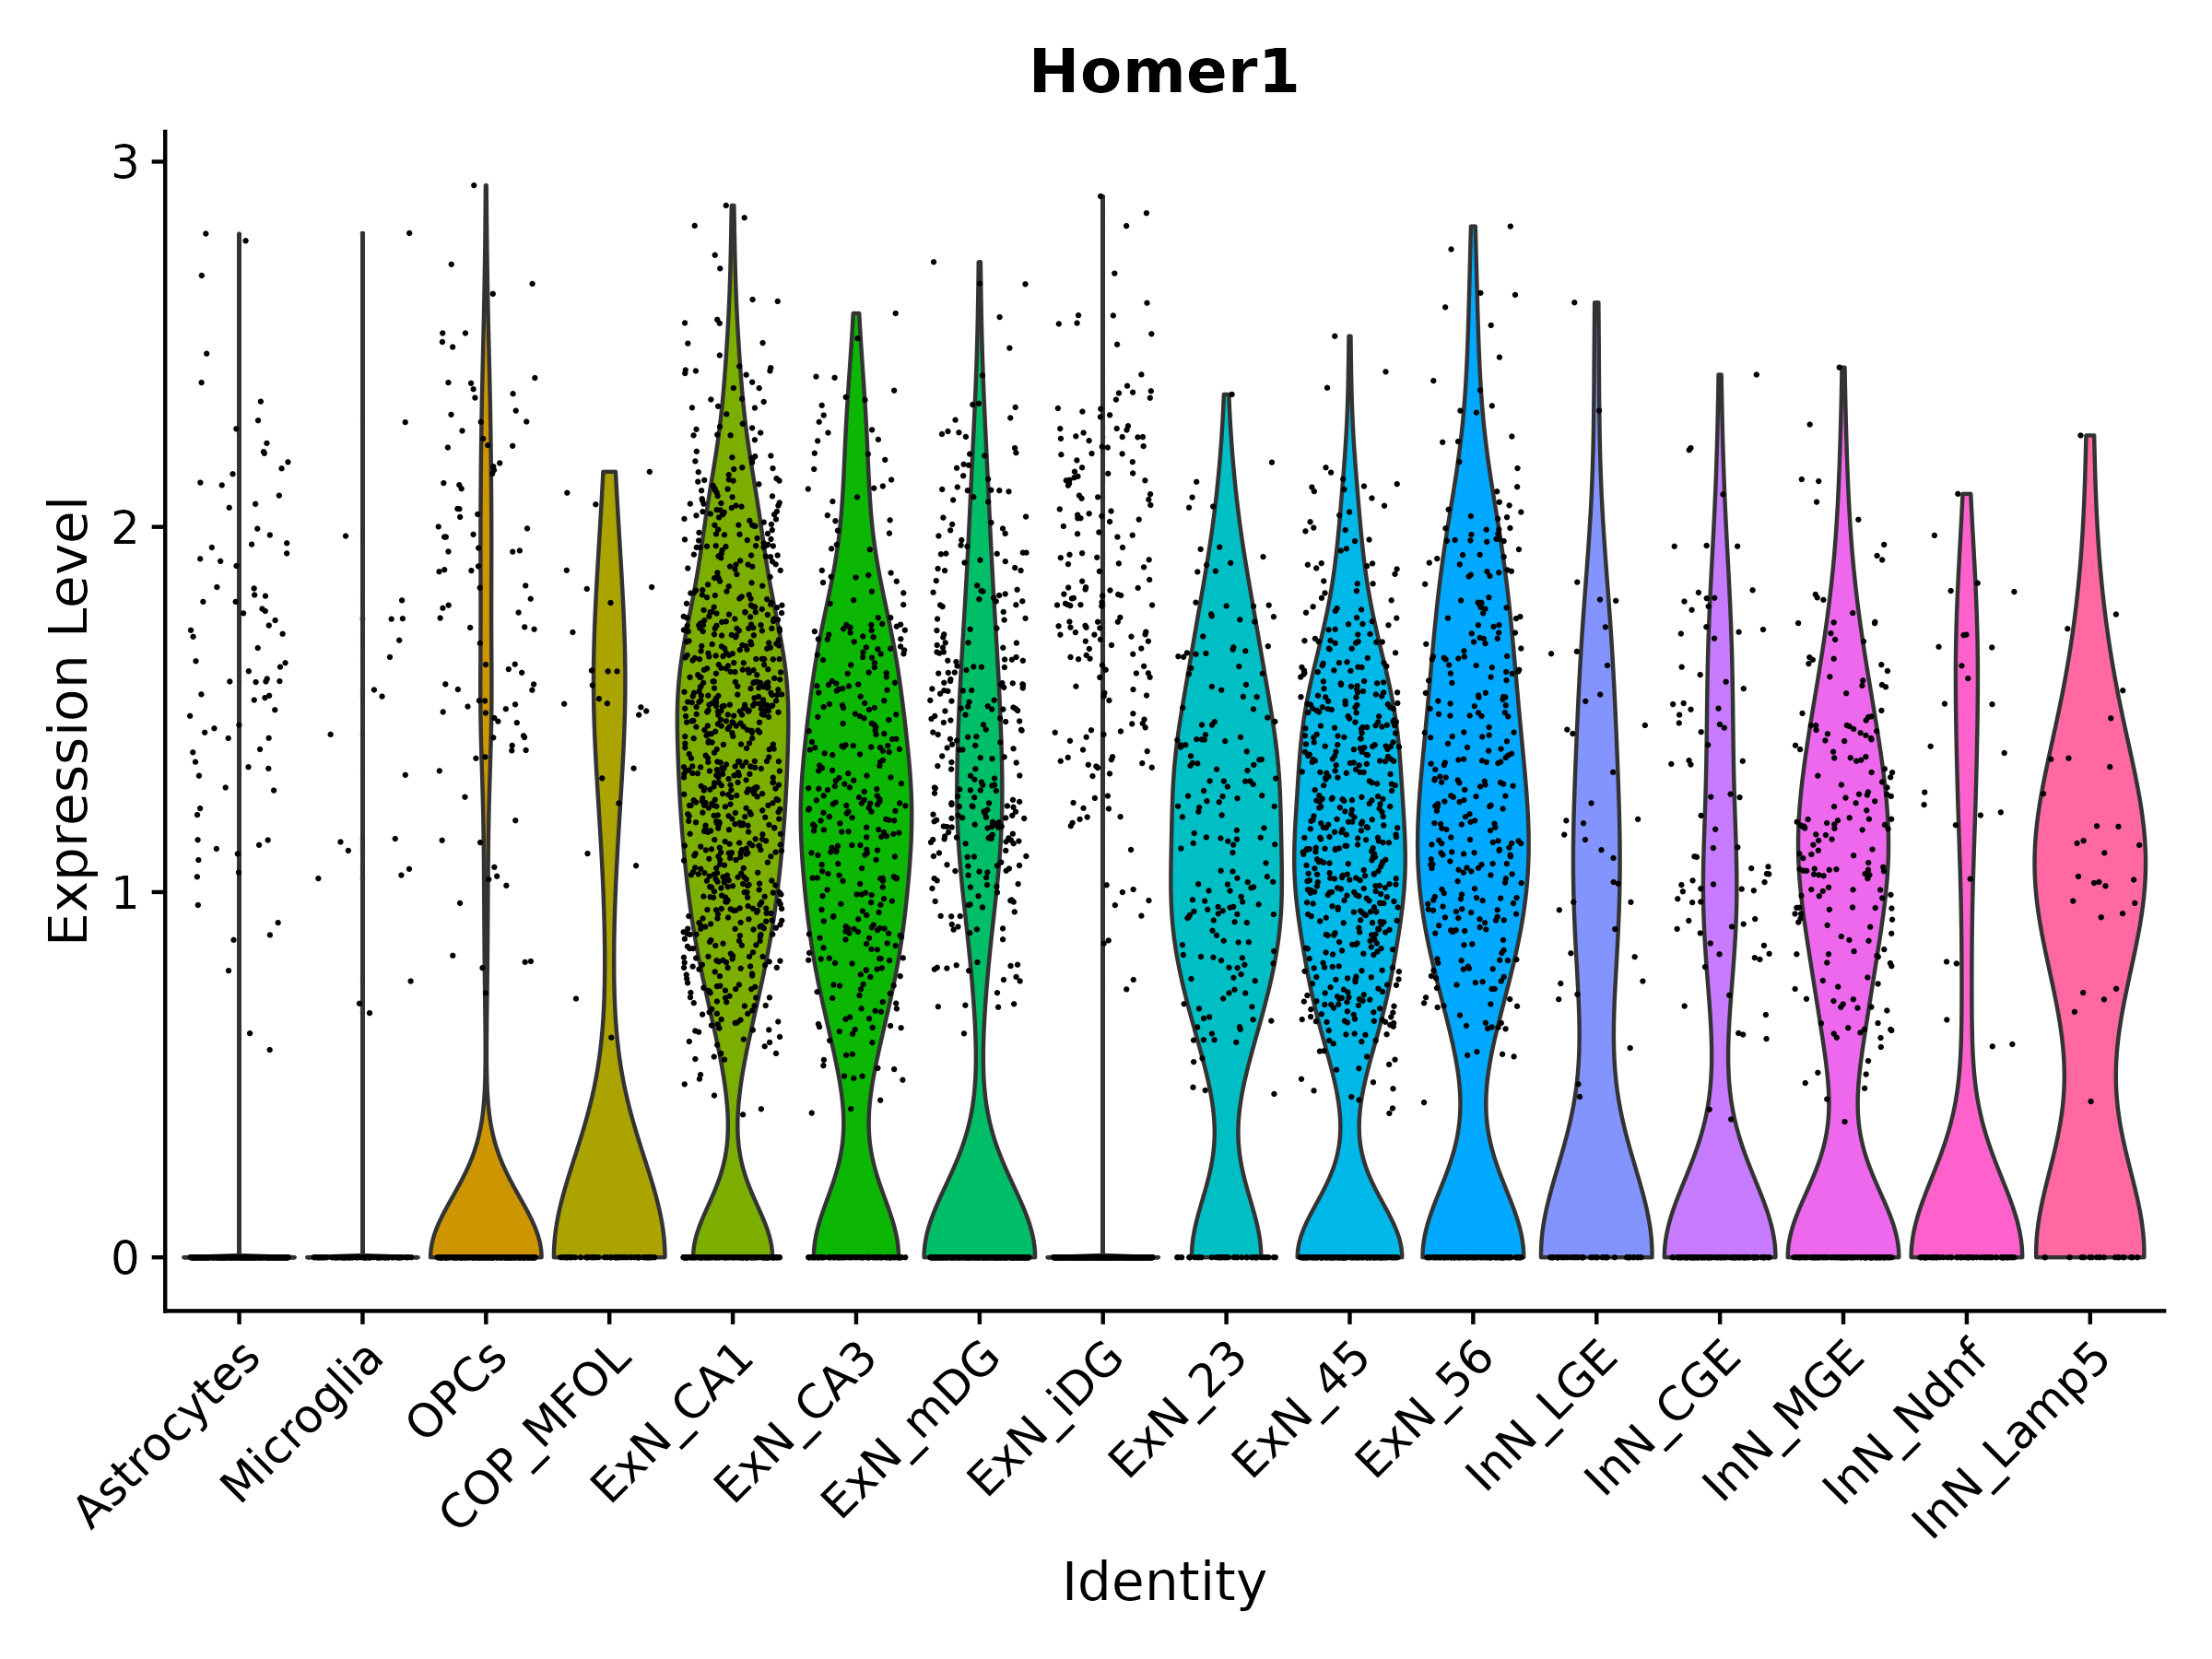 Homer1
Expression Level
3
2
1
0
Astrocytes
Microglia
OPCs
COP_MFOL
ExN_CA1
ExN_CA3
ExN_mDG
ExN_iDG
ExN_23
ExN_45
ExN_56
InN_LGE
InN_CGE
InN_MGE
InN_Ndnf
InN_Lamp5
Identity